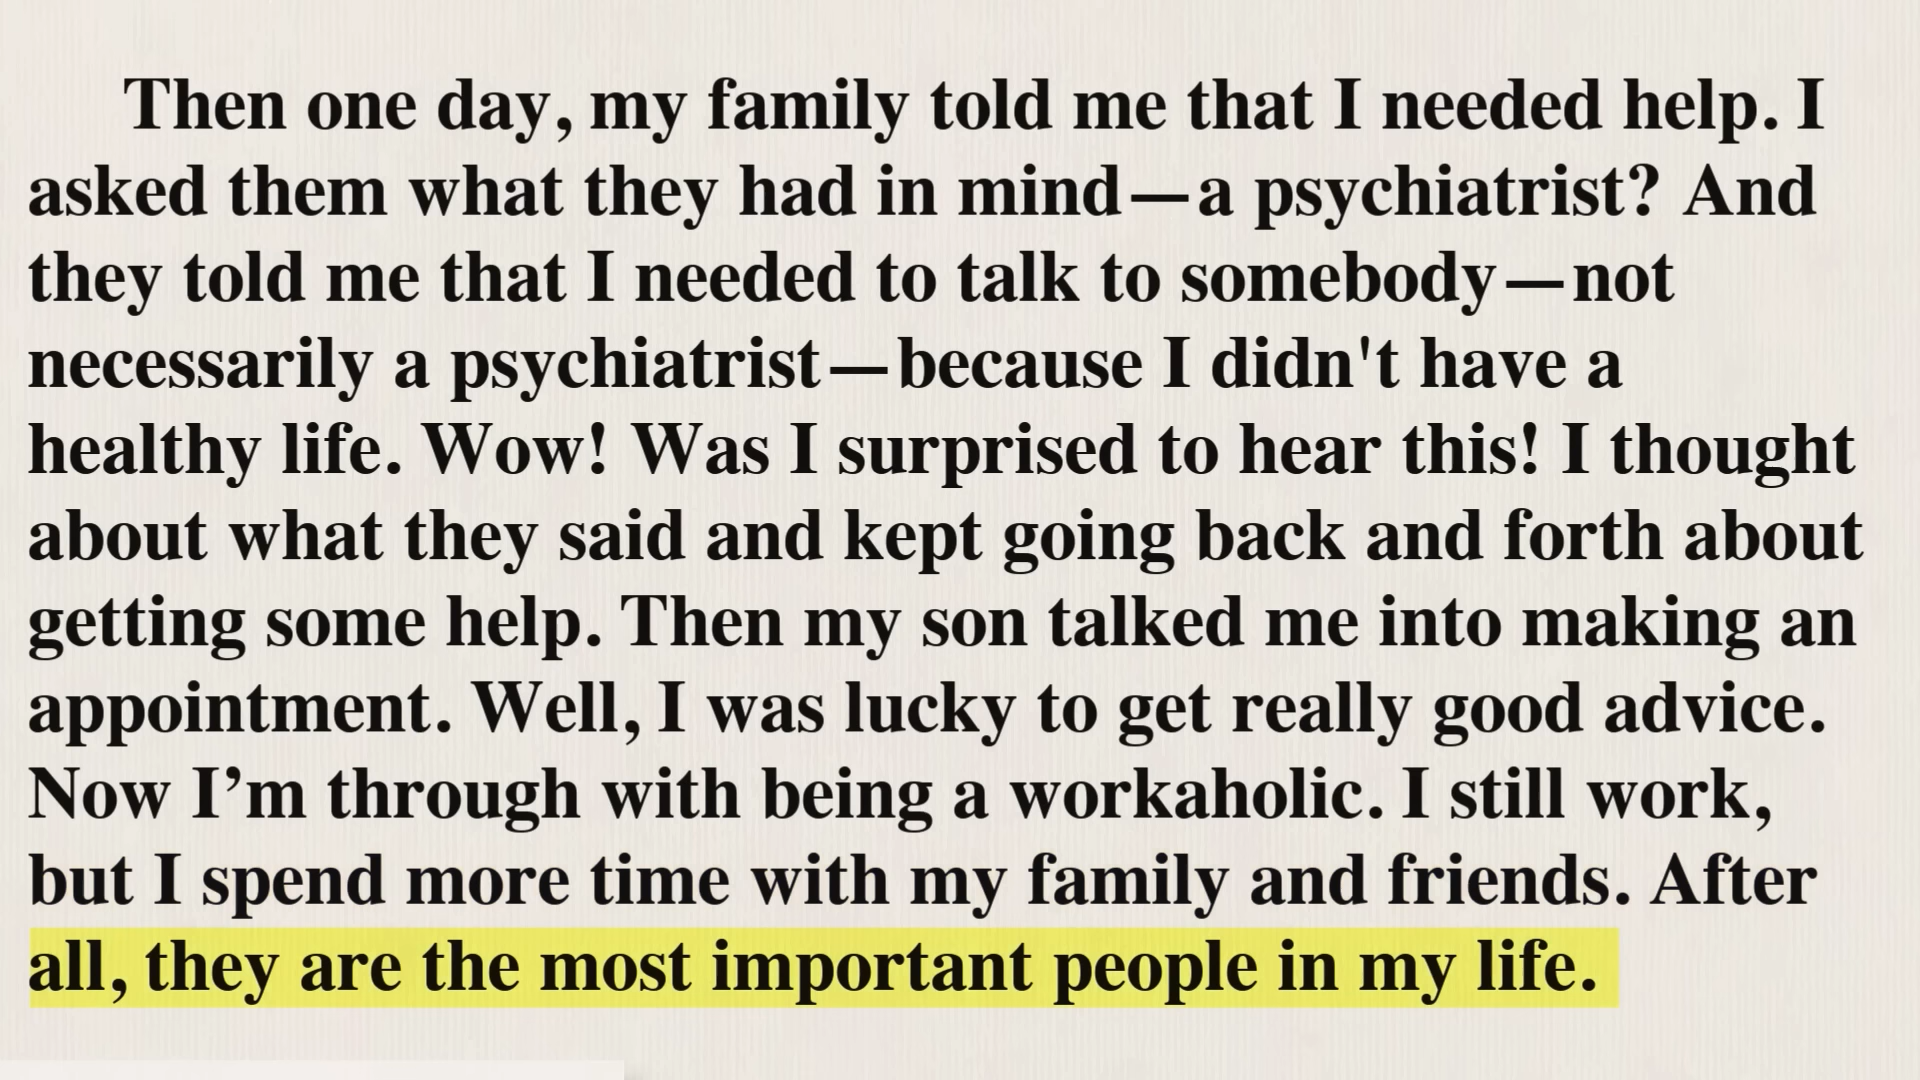 Then one day, my family told me that I needed help. I
asked them what they had in mind—a psychiatrist? And
they told me that I needed to talk to somebody—not
necessarily a psychiatrist—because I didn't have a
healthy life. Wow! Was I surprised to hear this! I thought
about what they said and kept going back and forth about
getting some help. Then my son talked me into making an
appointment. Well, I was lucky to get really good advice.
Now I’m through with being a workaholic. I still work,
but I spend more time with my family and friends. After
all, they are the most important people in my life.